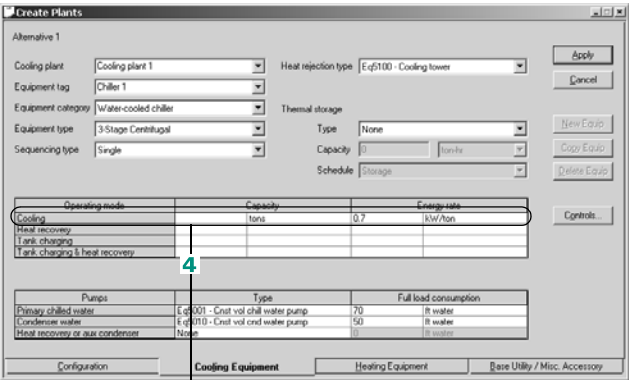 Create Plants
Alternative 1
Cooling plant Cooling plant 1 Heat rejection type Eq5100 - Cooling tower Apply
Equipment tag Chiller 1 Cancel
Equipment category Water-cooled chiller Thermal storage
Equipment type 3-Stage Centrifugal Type None New Equip
Sequencing type Single Capacity 0 ton-hr Copy Equip
Schedule Storage Delete Equip
Operating mode Capacity Energy rate
Cooling tons 0.7 kW/ton Controls...
Heat recovery
Tank charging
Tank charging & heat recovery
4
Pumps Type Full load consumption
Primary chilled water Eq5001 - Cnst vol chill water pump 70 ft water
Condenser water Eq5010 - Cnst vol cnd water pump 50 ft water
Heat recovery or aux condenser None 0 ft water
Configuration Cooling Equipment Heating Equipment Base Utility / Misc. Accessory